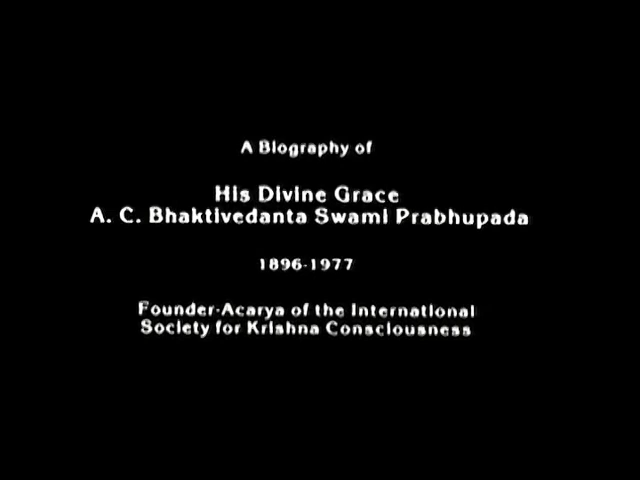 A Biography of
His Divine Grace
A. C. Bhaktivedanta Swami Prabhupada
1896-1977
Founder-Acarya of the International
Society for Krishna Consciousness